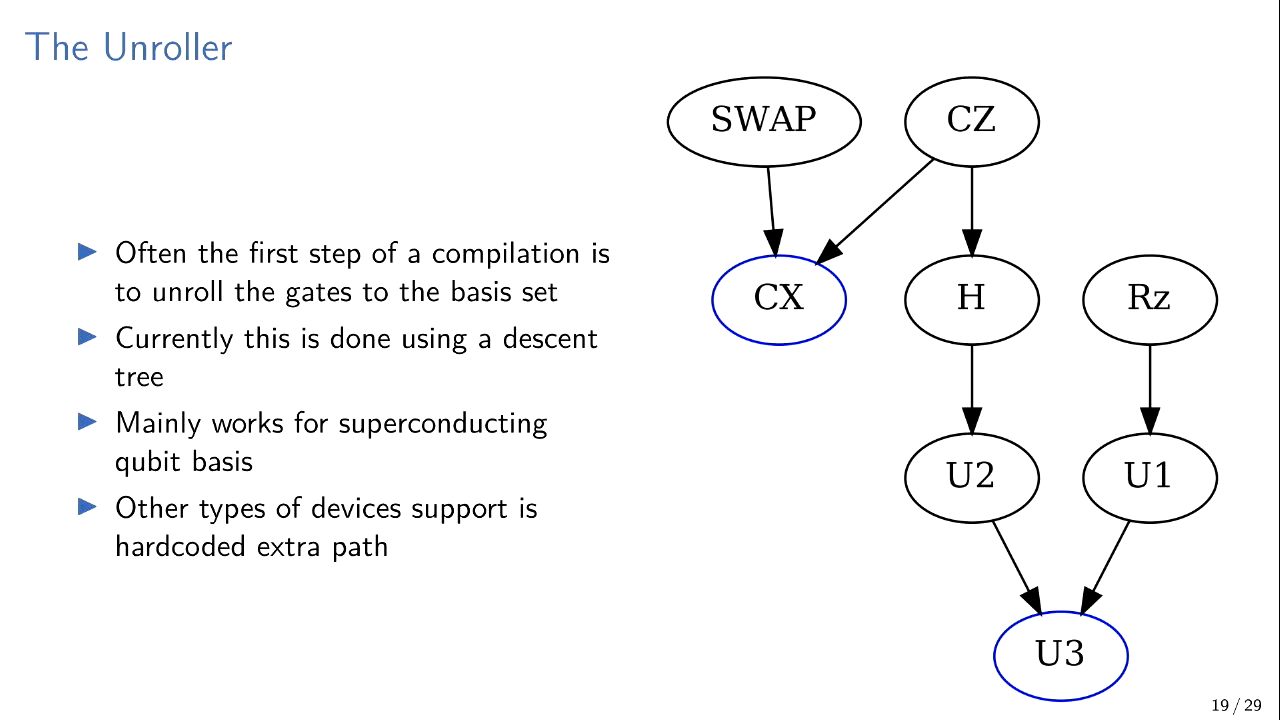 The Unroller
Often the first step of a compilation is
to unroll the gates to the basis set
Currently this is done using a descent
tree
Mainly works for superconducting
qubit basis
Other types of devices support is
hardcoded extra path
SWAP CZ
CX H Rz
U2 U1
U3
19 / 29